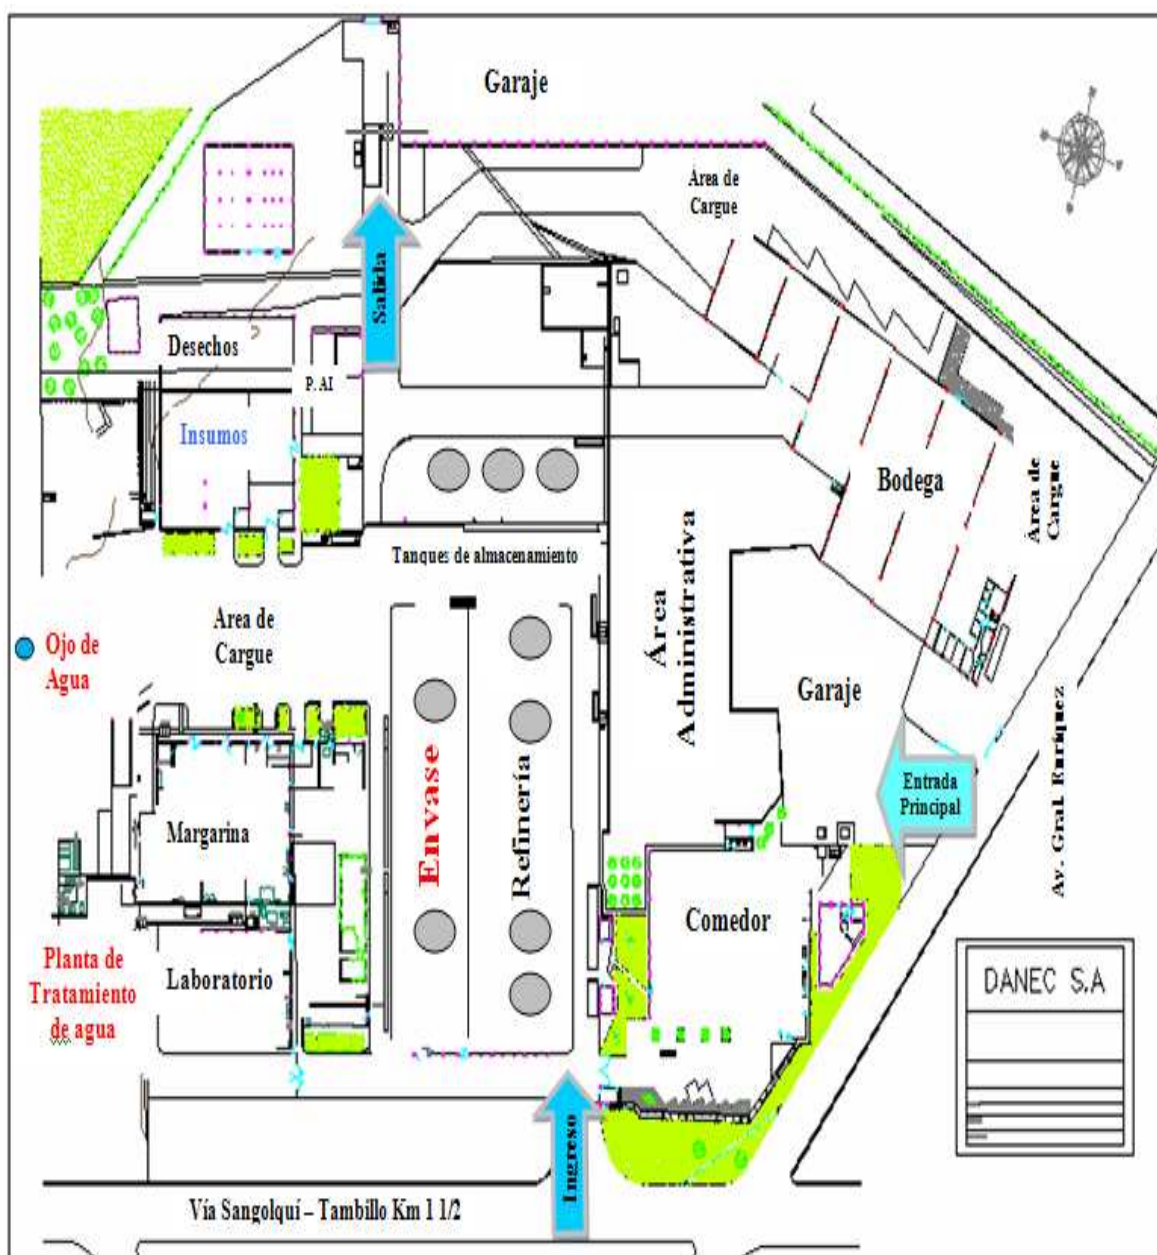 Garaje
Área de
Cargue
Salida
Desechos
P. AI
Insumos
Bodega
Área de
Cargue
Tanques de almacenamiento
Área
Administrativa
Area de
Cargue
Ojo de
Agua
Garaje
Av. Gral. Enríquez
Entrada
Principal
Envase
Refinería
Margarina
Comedor
Planta de
Tratamiento
de agua
Laboratorio
DANEC S.A
Ingreso
Vía Sangolquí – Tambillo Km 1 1/2